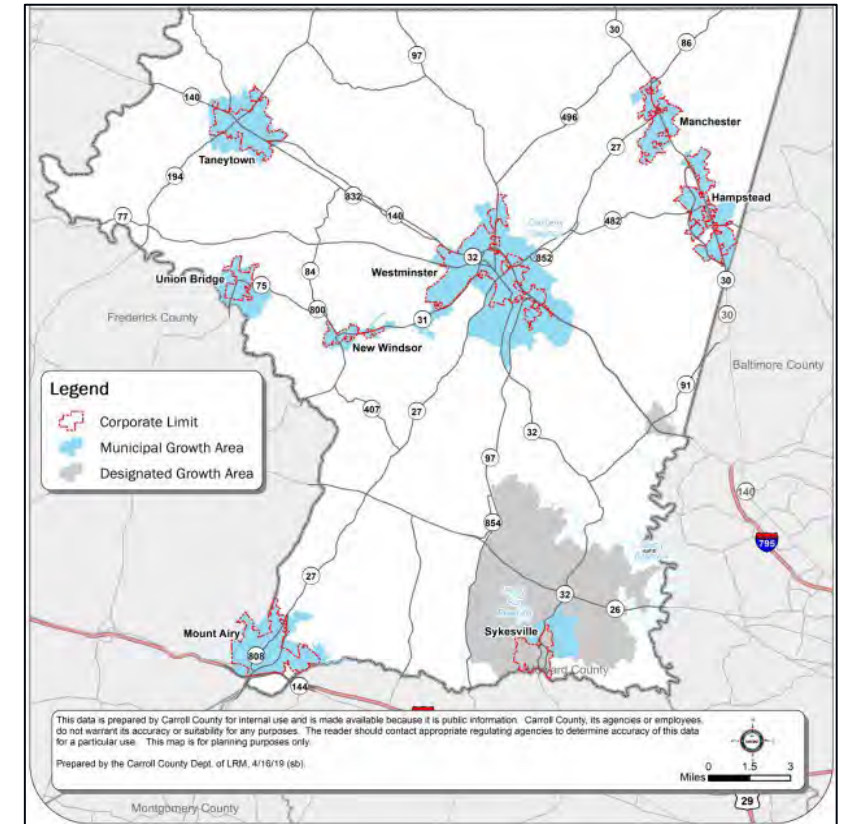 30
86
97
140
496
Manchester
27
Taneytown
194
832
Hampstead
77
140
482
32
852
Westminster
84
Union Bridge
75
30
800
31
30
Frederick County
New Windsor
Baltimore County
91
Legend
407
27
Corporate Limit
32
Municipal Growth Area
97
Designated Growth Area
140
854
795
27
32
26
Mount Airy
Sykesville
808
144
This data is prepared by Carroll County for internal use and is made available because it is public information. Carroll County, its agencies or employees,
do not warrant its accuracy or suitability for any purposes. The reader should contact appropriate regulating agencies to determine accuracy of this data
for a particular use. This map is for planning purposes only.
Prepared by the Carroll County Dept. of LRM, 4/16/19 (sb).
0 1.5 3
Miles
29
Montgomery County